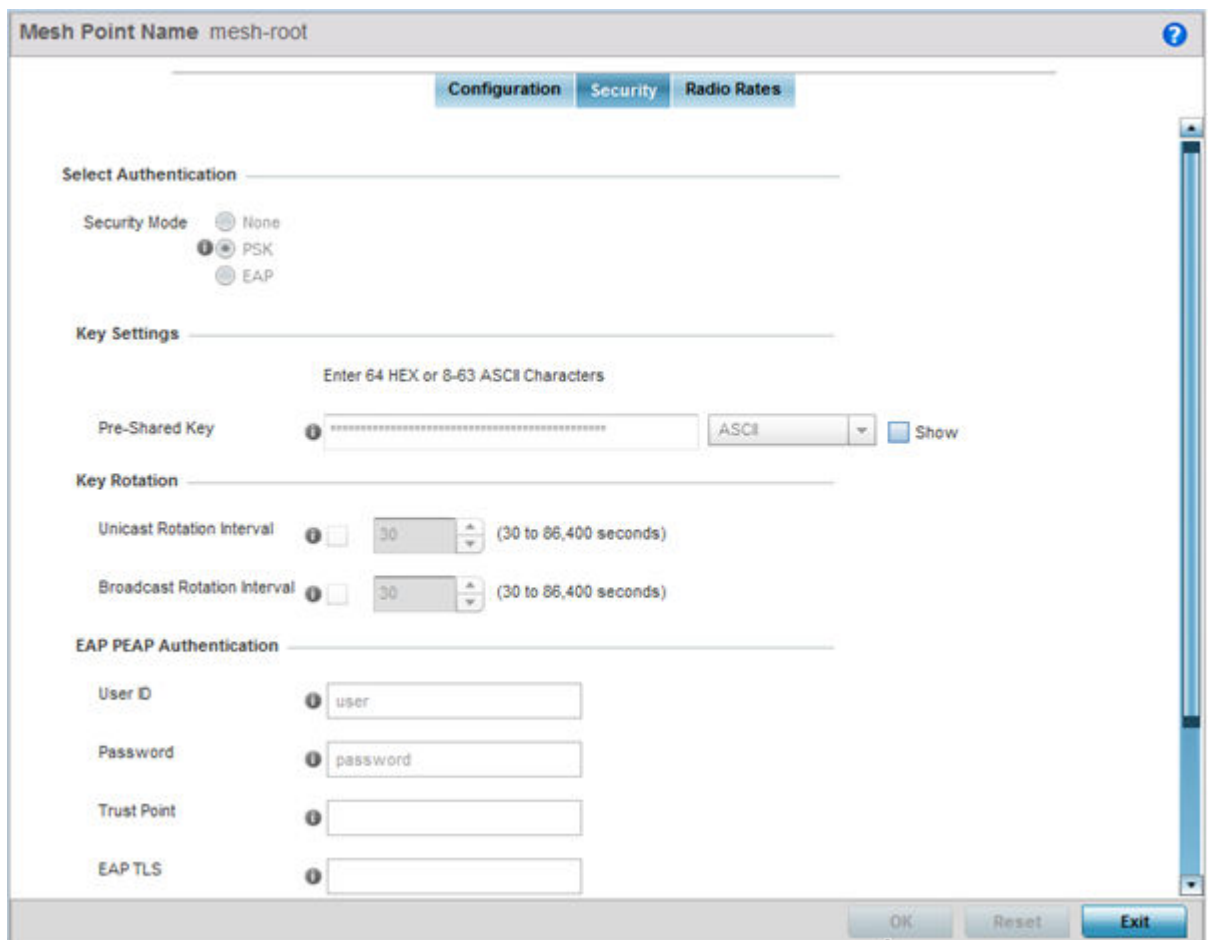 Mesh Point Name mesh-root
?
Configuration Security Radio Rates
Select Authentication
Security Mode None
PSK
EAP
Key Settings
Enter 64 HEX or 8-63 ASCII Characters
Pre-Shared Key ********************************************** ASCII Show
Key Rotation
Unicast Rotation Interval 30 (30 to 86,400 seconds)
Broadcast Rotation Interval 30 (30 to 86,400 seconds)
EAP PEAP Authentication
User ID user
Password password
Trust Point
EAP TLS
OK Reset Exit